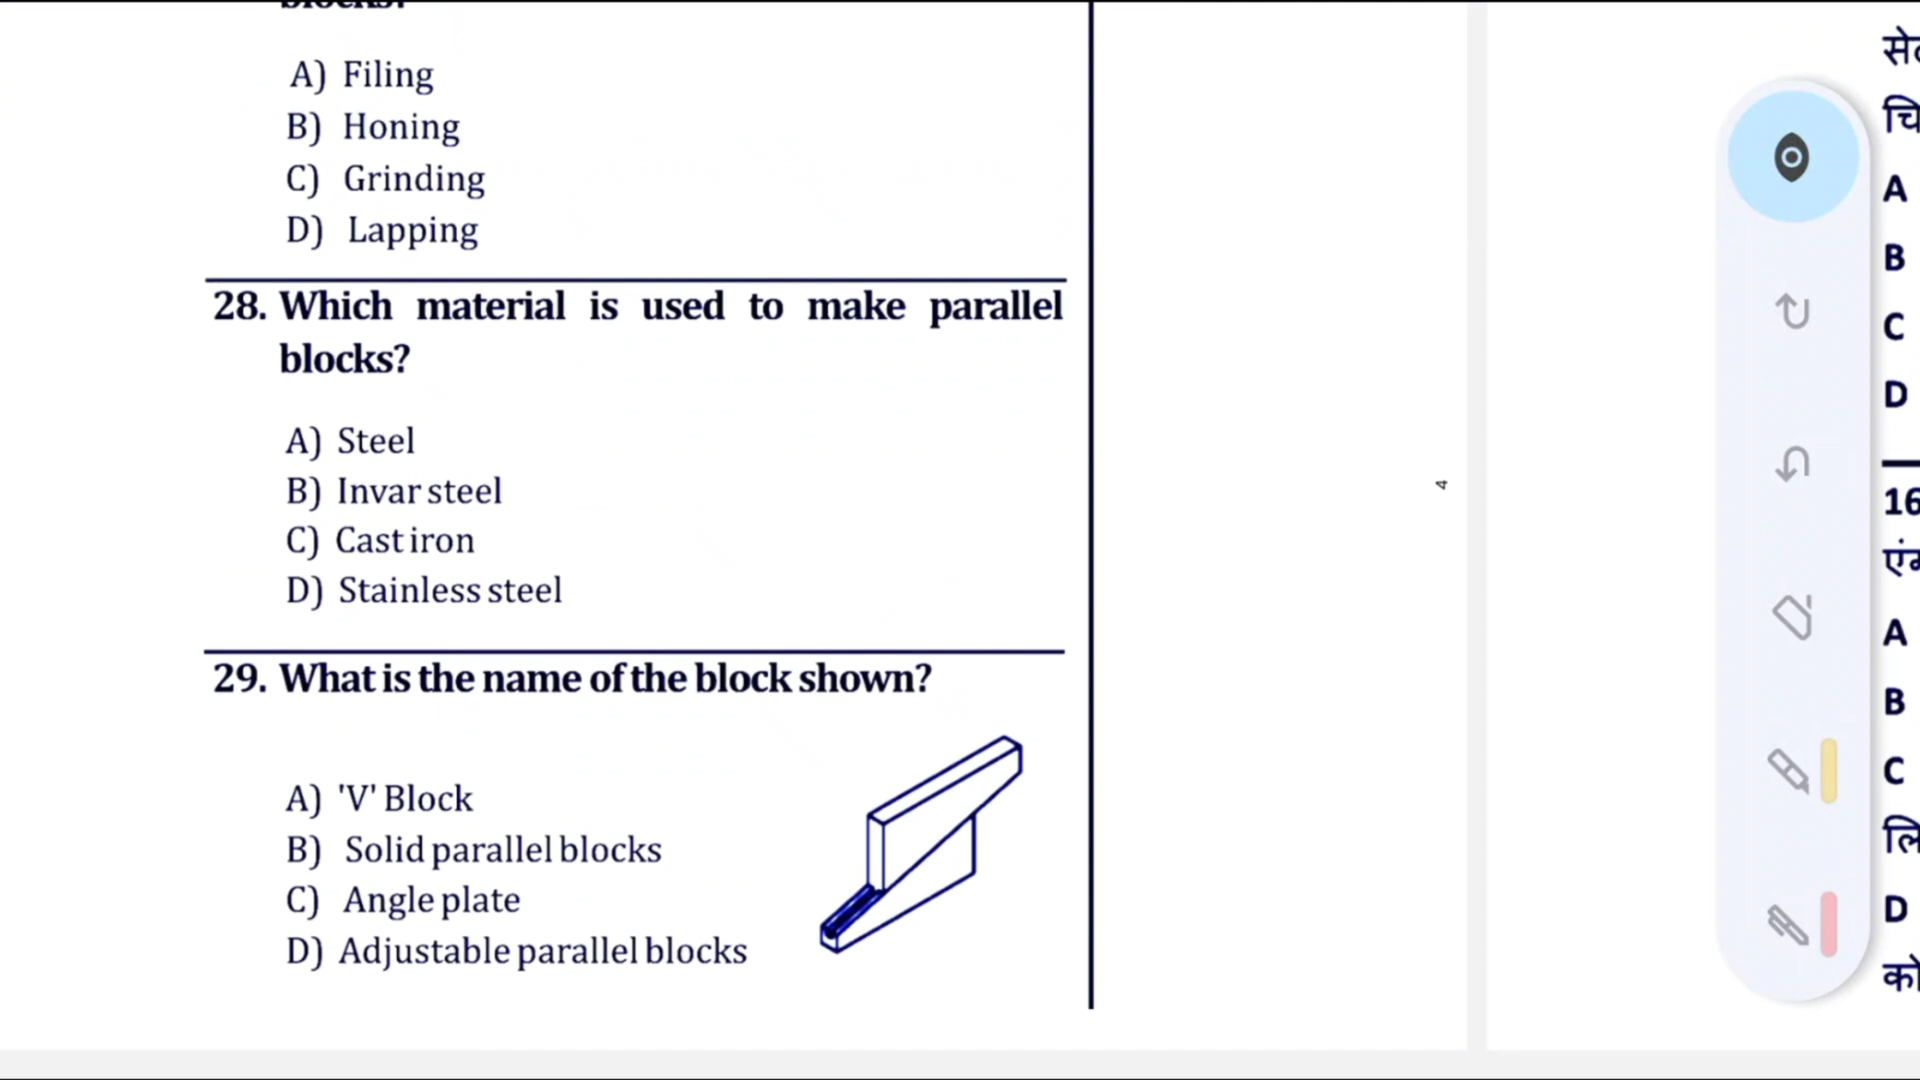 blocks?
A) Filing
B) Honing
C) Grinding
D) Lapping
28. Which material is used to make parallel
blocks?
A) Steel
B) Invar steel
C) Cast iron
D) Stainless steel
29. What is the name of the block shown?
A) 'V' Block
B) Solid parallel blocks
C) Angle plate
D) Adjustable parallel blocks
4
A
B
C
D
16
A
B
C
D